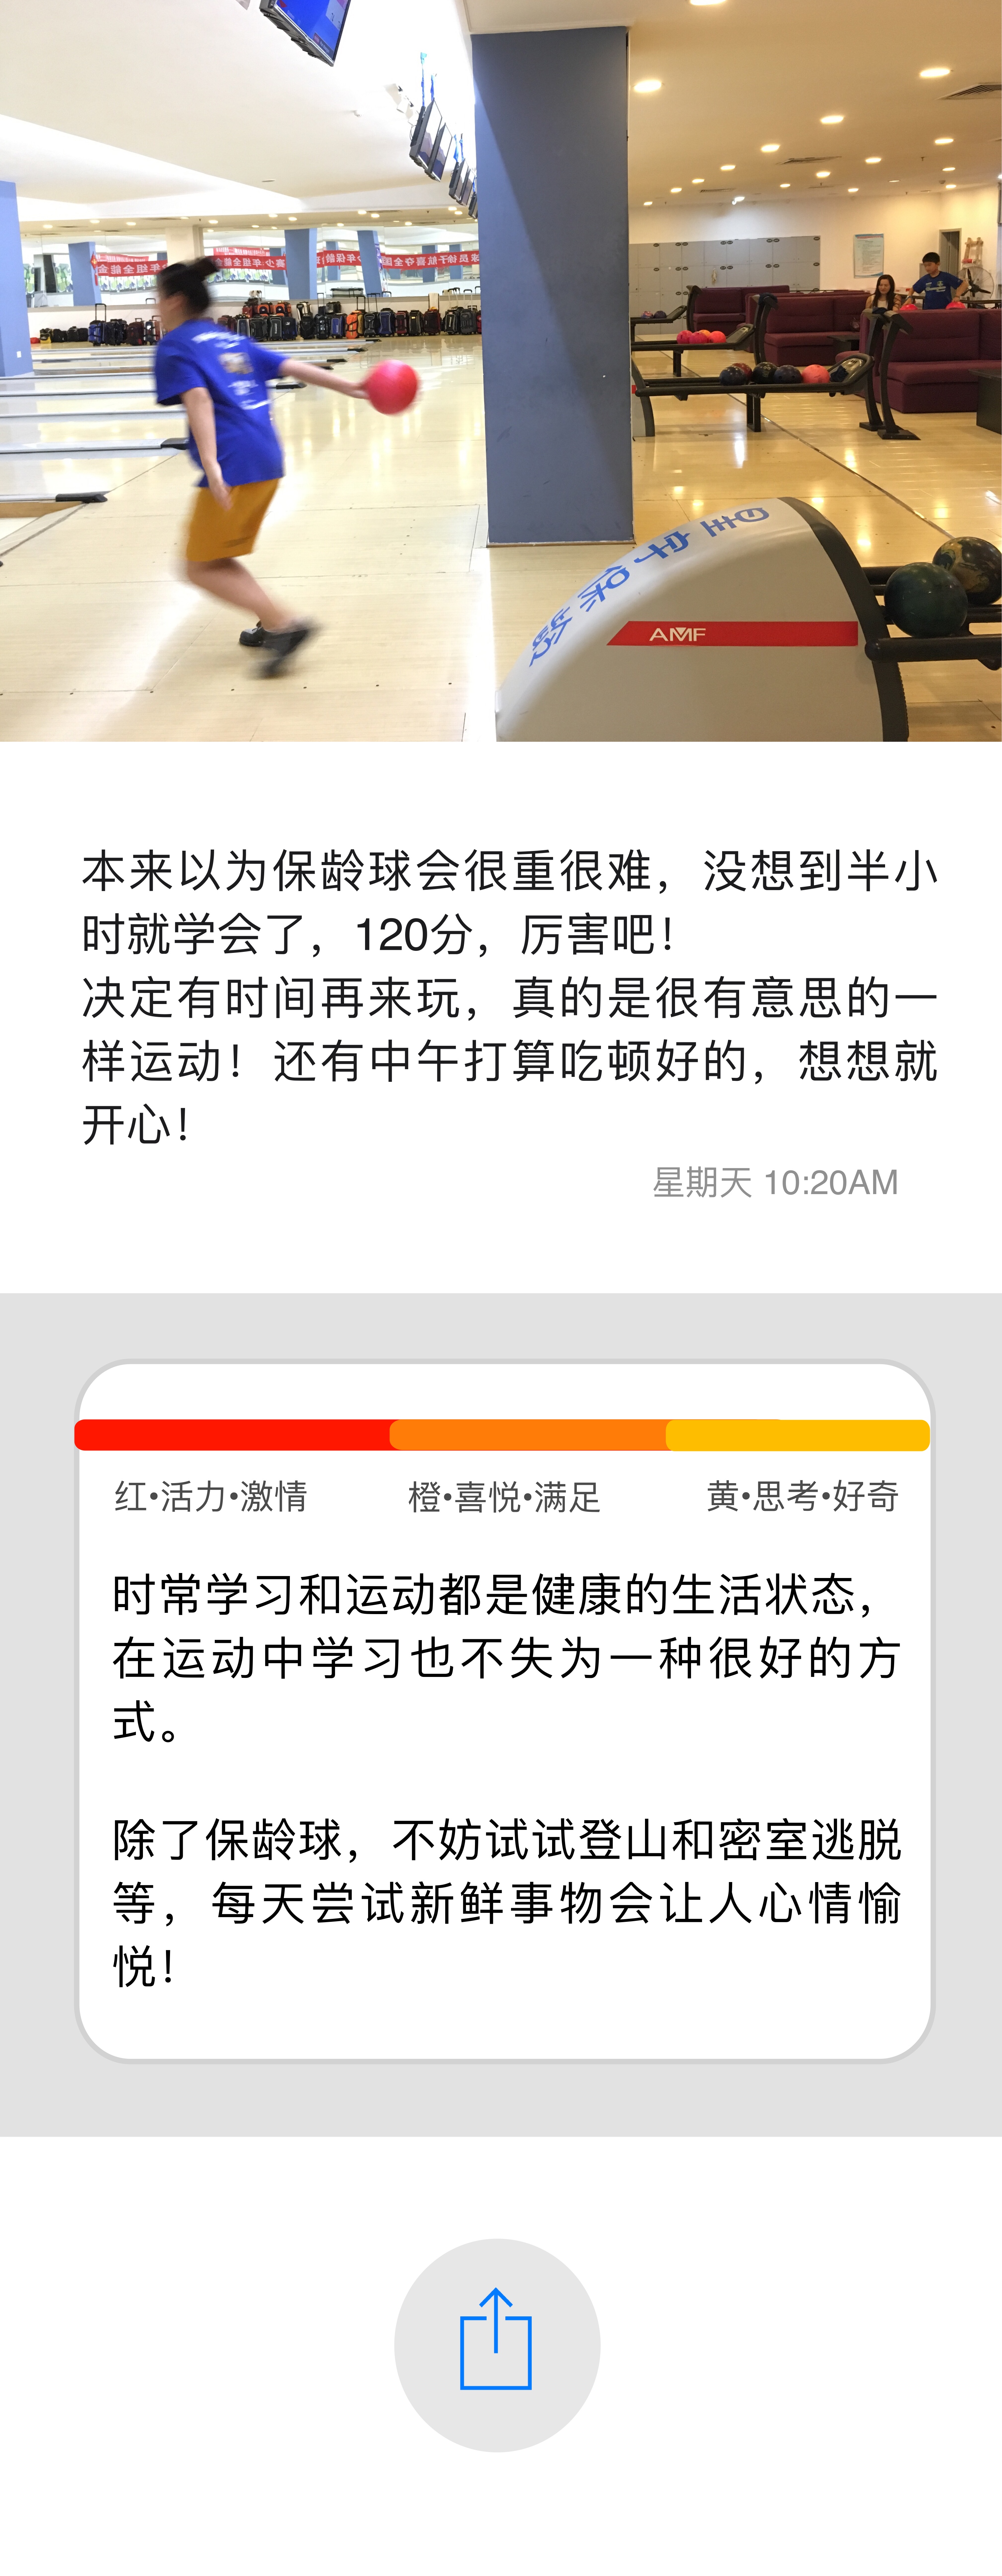 AMF
本来以为保龄球会很重很难，没想到半小
时就学会了，120分，厉害吧！
决定有时间再来玩，真的是很有意思的一
样运动！还有中午打算吃顿好的，想想就
开心！
星期天 10:20AM
红•活力•激情
橙•喜悦•满足
黄•思考•好奇
时常学习和运动都是健康的生活状态，
在运动中学习也不失为一种很好的方
式。
除了保龄球，不妨试试登山和密室逃脱
等，每天尝试新鲜事物会让人心情愉
悦！